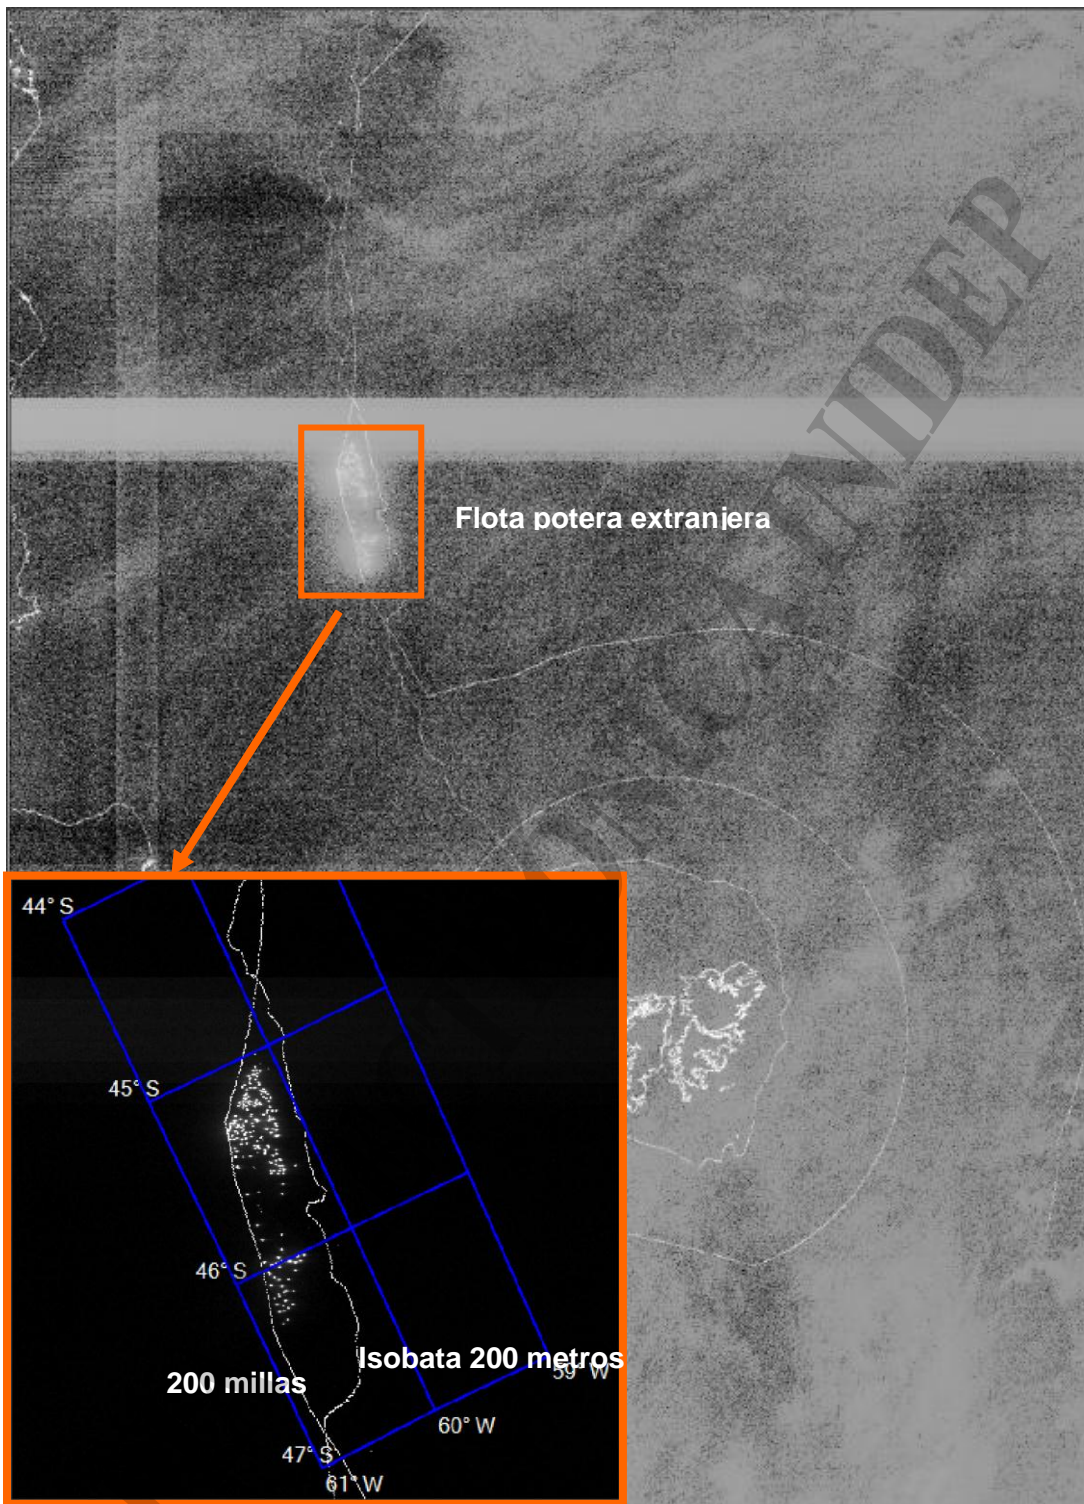 Flota potera extranjera
44° S
45° S
46° S
Isobata 200 metros
59° W
200 millas
60° W
47° S
61° W
INIDEP